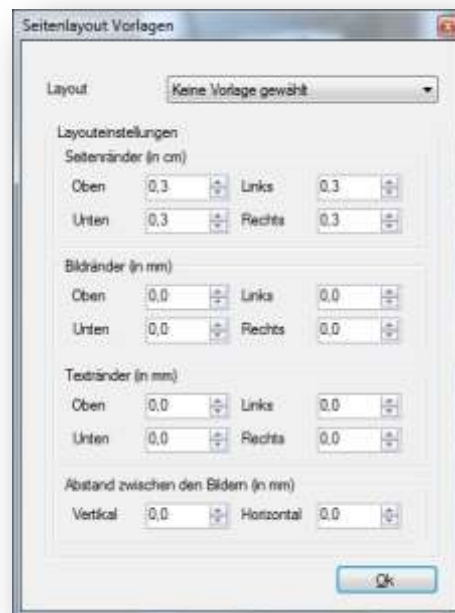 Seitenlayout Vorlagen
Layout Keine Vorlage gewählt
Layouteinstellungen
Seitenränder (in cm)
Oben 0,3 Links 0,3
Unten 0,3 Rechts 0,3
Bildränder (in mm)
Oben 0,0 Links 0,0
Unten 0,0 Rechts 0,0
Textränder (in mm)
Oben 0,0 Links 0,0
Unten 0,0 Rechts 0,0
Abstand zwischen den Bildern (in mm)
Vertikal 0,0 Horizontal 0,0
Ok